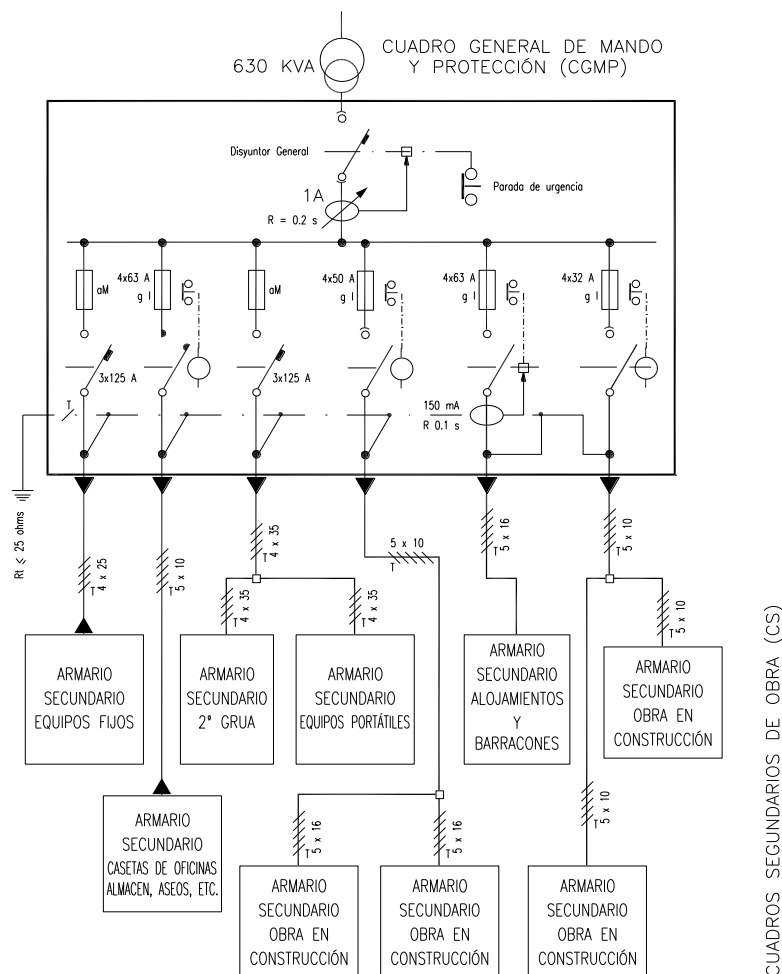 630 KVA
CUADRO GENERAL DE MANDO
Y PROTECCIÓN (CGMP)
Disyuntor General
Parada de urgencia
1A
R = 0.2 s
aM
4x63 A
g I
aM
4x50 A
g I
4x63 A
g I
4x32 A
g I
3x125 A
3x125 A
150 mA
R 0.1 s
T
Rt ≤ 25 ohms
T
4 x 25
T
5 x 10
T
4 x 35
5 x 10
T
T
5 x 16
T
5 x 10
T
4 x 35
T
4 x 35
T
5 x 10
ARMARIO
SECUNDARIO
EQUIPOS FIJOS
ARMARIO
SECUNDARIO
2ª GRUA
ARMARIO
SECUNDARIO
EQUIPOS PORTÁTILES
ARMARIO
SECUNDARIO
ALOJAMIENTOS
Y
BARRACONES
ARMARIO
SECUNDARIO
OBRA EN
CONSTRUCCIÓN
T
5 x 16
T
5 x 16
T
5 x 10
ARMARIO
SECUNDARIO
CASETAS DE OFICINAS
ALMACEN, ASEOS, ETC.
ARMARIO
SECUNDARIO
OBRA EN
CONSTRUCCIÓN
ARMARIO
SECUNDARIO
OBRA EN
CONSTRUCCIÓN
ARMARIO
SECUNDARIO
OBRA EN
CONSTRUCCIÓN
CUADROS SEGUNDARIOS DE OBRA (CS)